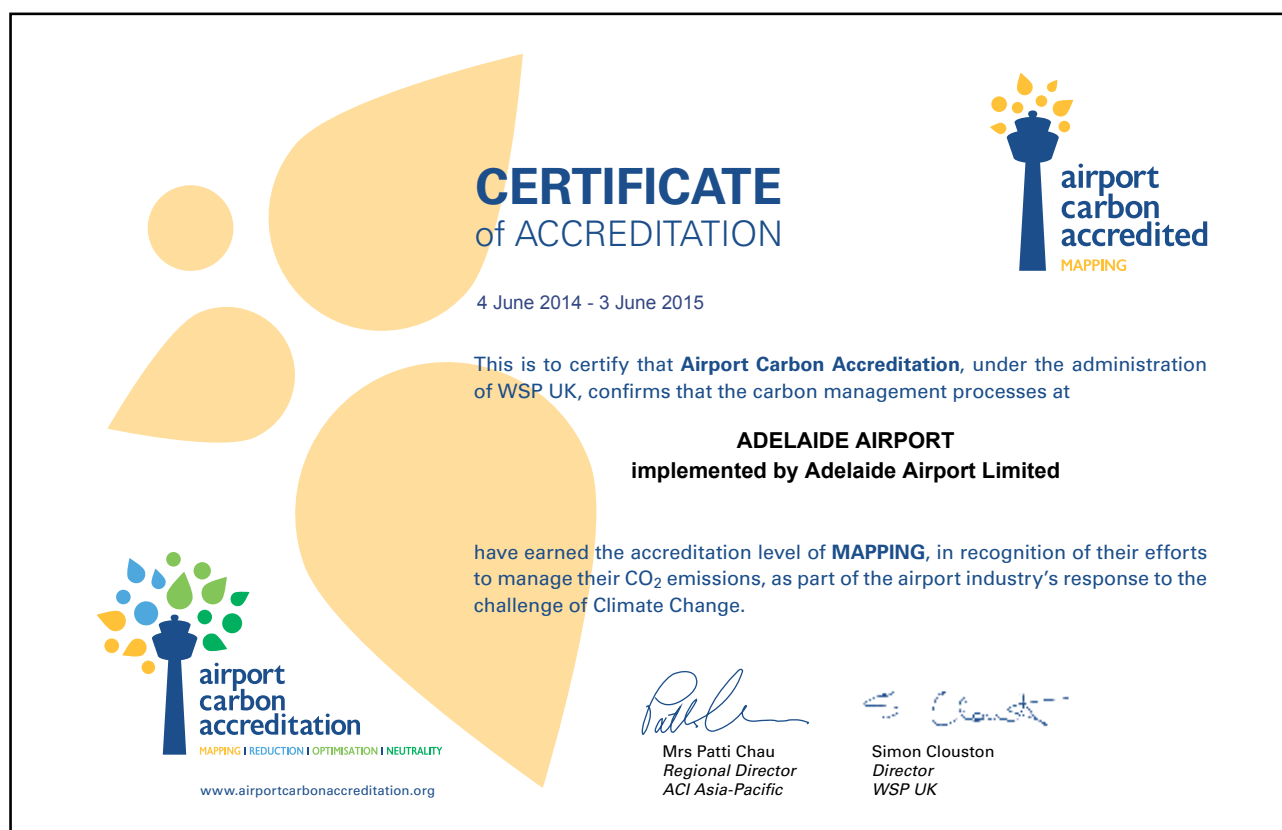 CERTIFICATE
of ACCREDITATION
airport
carbon
accredited
MAPPING
4 June 2014 - 3 June 2015
This is to certify that Airport Carbon Accreditation, under the administration
of WSP UK, confirms that the carbon management processes at
ADELAIDE AIRPORT
implemented by Adelaide Airport Limited
have earned the accreditation level of MAPPING, in recognition of their efforts
to manage their CO₂ emissions, as part of the airport industry's response to the
challenge of Climate Change.
airport
carbon
accreditation
MAPPING I REDUCTION I OPTIMISATION I NEUTRALITY
www.airportcarbonaccreditation.org
Mrs Patti Chau
Regional Director
ACI Asia-Pacific
S Clouston
Simon Clouston
Director
WSP UK